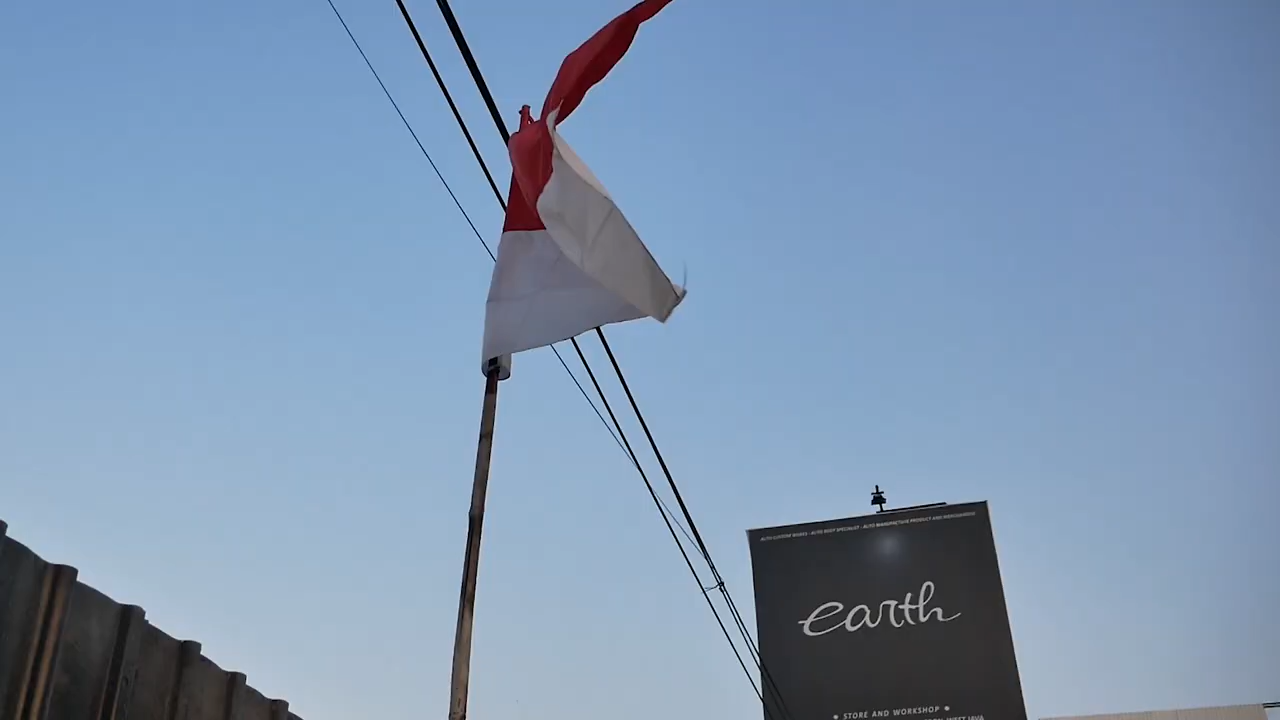 AUTO CUSTOM WORKS - AUTO BODY SPECIALIST - AUTO MANUFACTURE PRODUCT AND MERCHANDISE
earth
• STORE AND WORKSHOP •
WEST JAVA